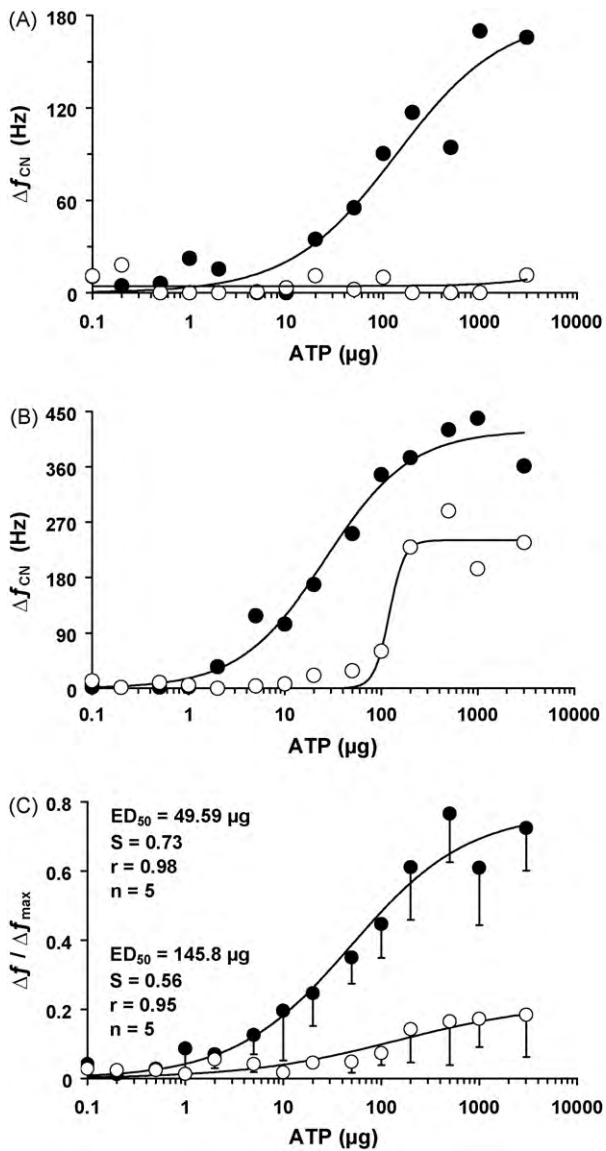 (A)
180
120
60
0
Δf_CN (Hz)
0.1 1 10 100 1000 10000
ATP (µg)
(B)
450
360
270
180
90
0
Δf_CN (Hz)
0.1 1 10 100 1000 10000
ATP (µg)
(C)
0.8
0.6
0.4
0.2
0
Δf / Δf_max
ED₅₀ = 49.59 µg
S = 0.73
r = 0.98
n = 5
ED₅₀ = 145.8 µg
S = 0.56
r = 0.95
n = 5
0.1 1 10 100 1000 10000
ATP (µg)